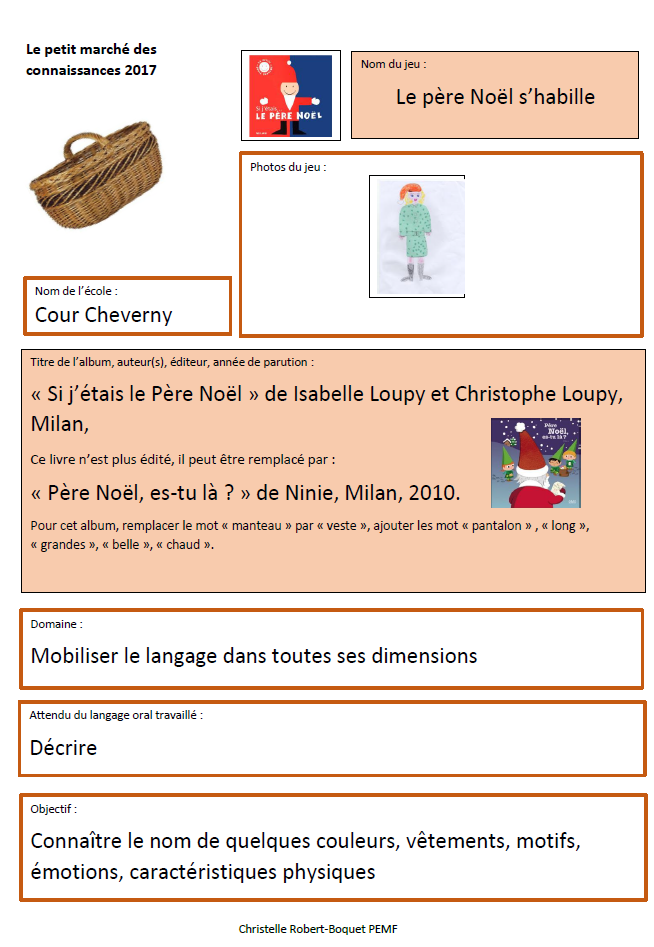 Le petit marché des
connaissances 2017
Si j'étais
LE PÈRE NOËL
Nom du jeu :
Le père Noël s'habille
Photos du jeu :
Nom de l'école :
Cour Cheverny
Titre de l'album, auteur(s), éditeur, année de parution :
« Si j'étais le Père Noël » de Isabelle Loupy et Christophe Loupy,
Milan,
Père
Noël,
es-tu là ?
Ce livre n'est plus édité, il peut être remplacé par :
« Père Noël, es-tu là ? » de Ninie, Milan, 2010.
Pour cet album, remplacer le mot « manteau » par « veste », ajouter les mot « pantalon » , « long »,
« grandes », « belle », « chaud ».
Domaine :
Mobiliser le langage dans toutes ses dimensions
Attendu du langage oral travaillé :
Décrire
Objectif :
Connaître le nom de quelques couleurs, vêtements, motifs,
émotions, caractéristiques physiques
Christelle Robert-Boquet PEMF